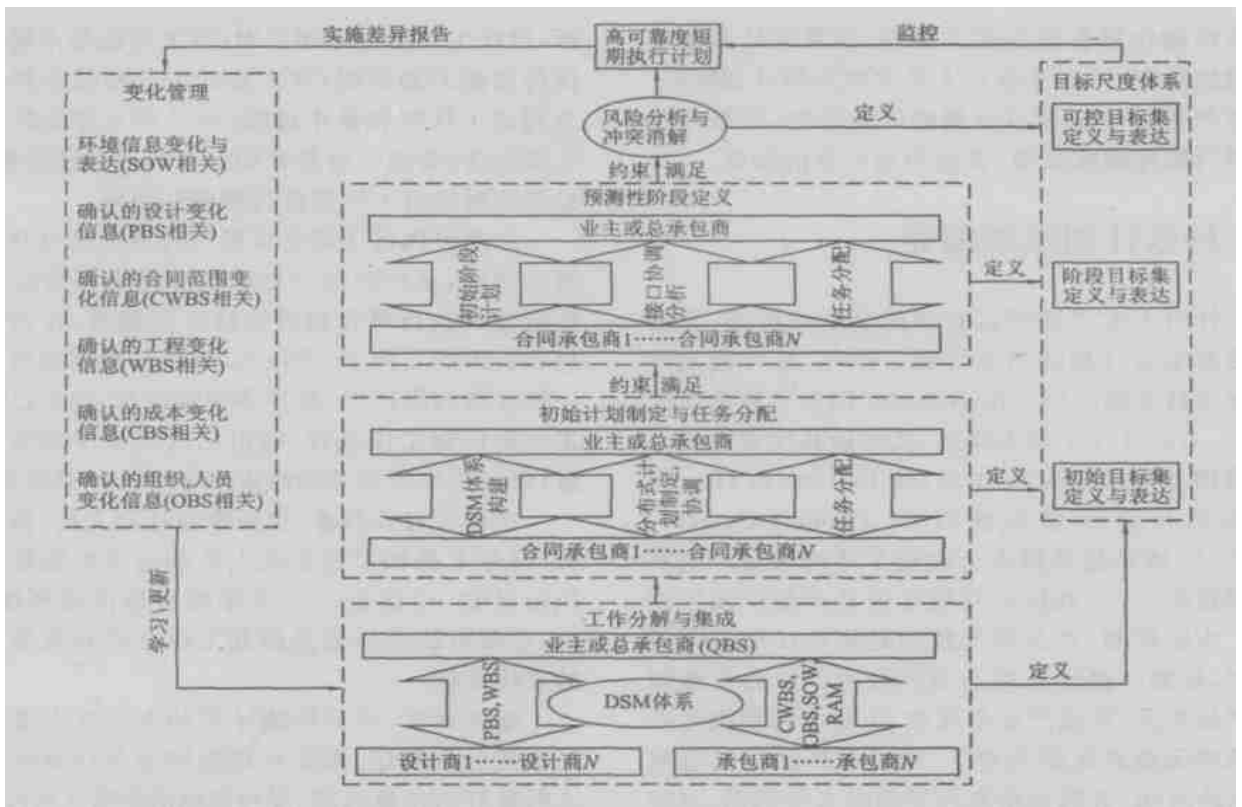 实施差异报告
高可靠度短
期执行计划
监控
变化管理
环境信息变化与
表达(SOW相关)
确认的设计变化
信息(PBS相关)
确认的合同范围变
化信息(CWBS相关)
确认的工程变化
信息(WBS相关)
确认的成本变化
信息(CBS相关)
确认的组织、人员
变化信息(OBS相关)
学习 更新
风险分析与
冲突消解
定义
约束 满足
预测性阶段定义
业主或总承包商
初始阶段
计划
接口协调
分析
任务分配
合同承包商1……合同承包商N
定义
约束 满足
初始计划制定与任务分配
业主或总承包商
DSM体系
构建
分布式计
划制定,
协调
任务分配
合同承包商1……合同承包商N
定义
工作分解与集成
业主或总承包商(QBS)
PBS,WBS
DSM体系
CWBS,
OBS,SOW,
RAM
设计商1……设计商N
承包商1……承包商N
定义
目标尺度体系
可控目标集
定义与表达
阶段目标集
定义与表达
初始目标集
定义与表达